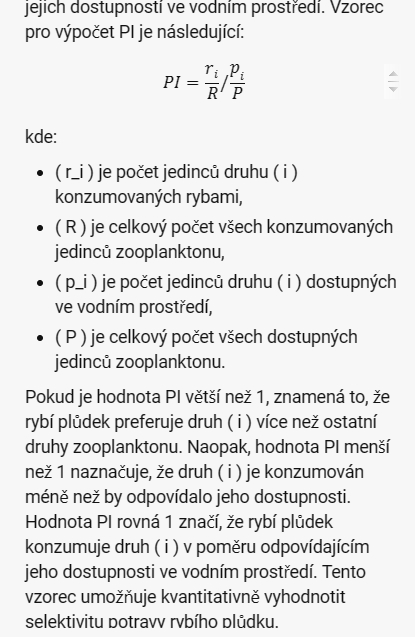 jejich dostupností ve vodním prostředí. Vzorec
pro výpočet PI je následující:
PI = r_i/R / p_i/P
kde:
• ( r_i ) je počet jedinců druhu ( i )
konzumovaných rybami,
• ( R ) je celkový počet všech konzumovaných
jedinců zooplanktonu,
• ( p_i ) je počet jedinců druhu ( i ) dostupných
ve vodním prostředí,
• ( P ) je celkový počet všech dostupných
jedinců zooplanktonu.
Pokud je hodnota PI větší než 1, znamená to, že
rybí plůdek preferuje druh ( i ) více než ostatní
druhy zooplanktonu. Naopak, hodnota PI menší
než 1 naznačuje, že druh ( i ) je konzumován
méně než by odpovídalo jeho dostupnosti.
Hodnota PI rovná 1 značí, že rybí plůdek
konzumuje druh ( i ) v poměru odpovídajícím
jeho dostupnosti ve vodním prostředí. Tento
vzorec umožňuje kvantitativně vyhodnotit
selektivitu potravy rybího plůdku.